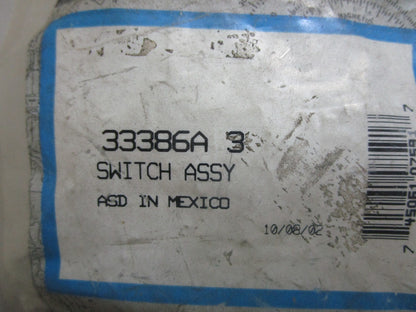 33386A 3
SWITCH ASSY
ASD IN MEXICO
10/08/02